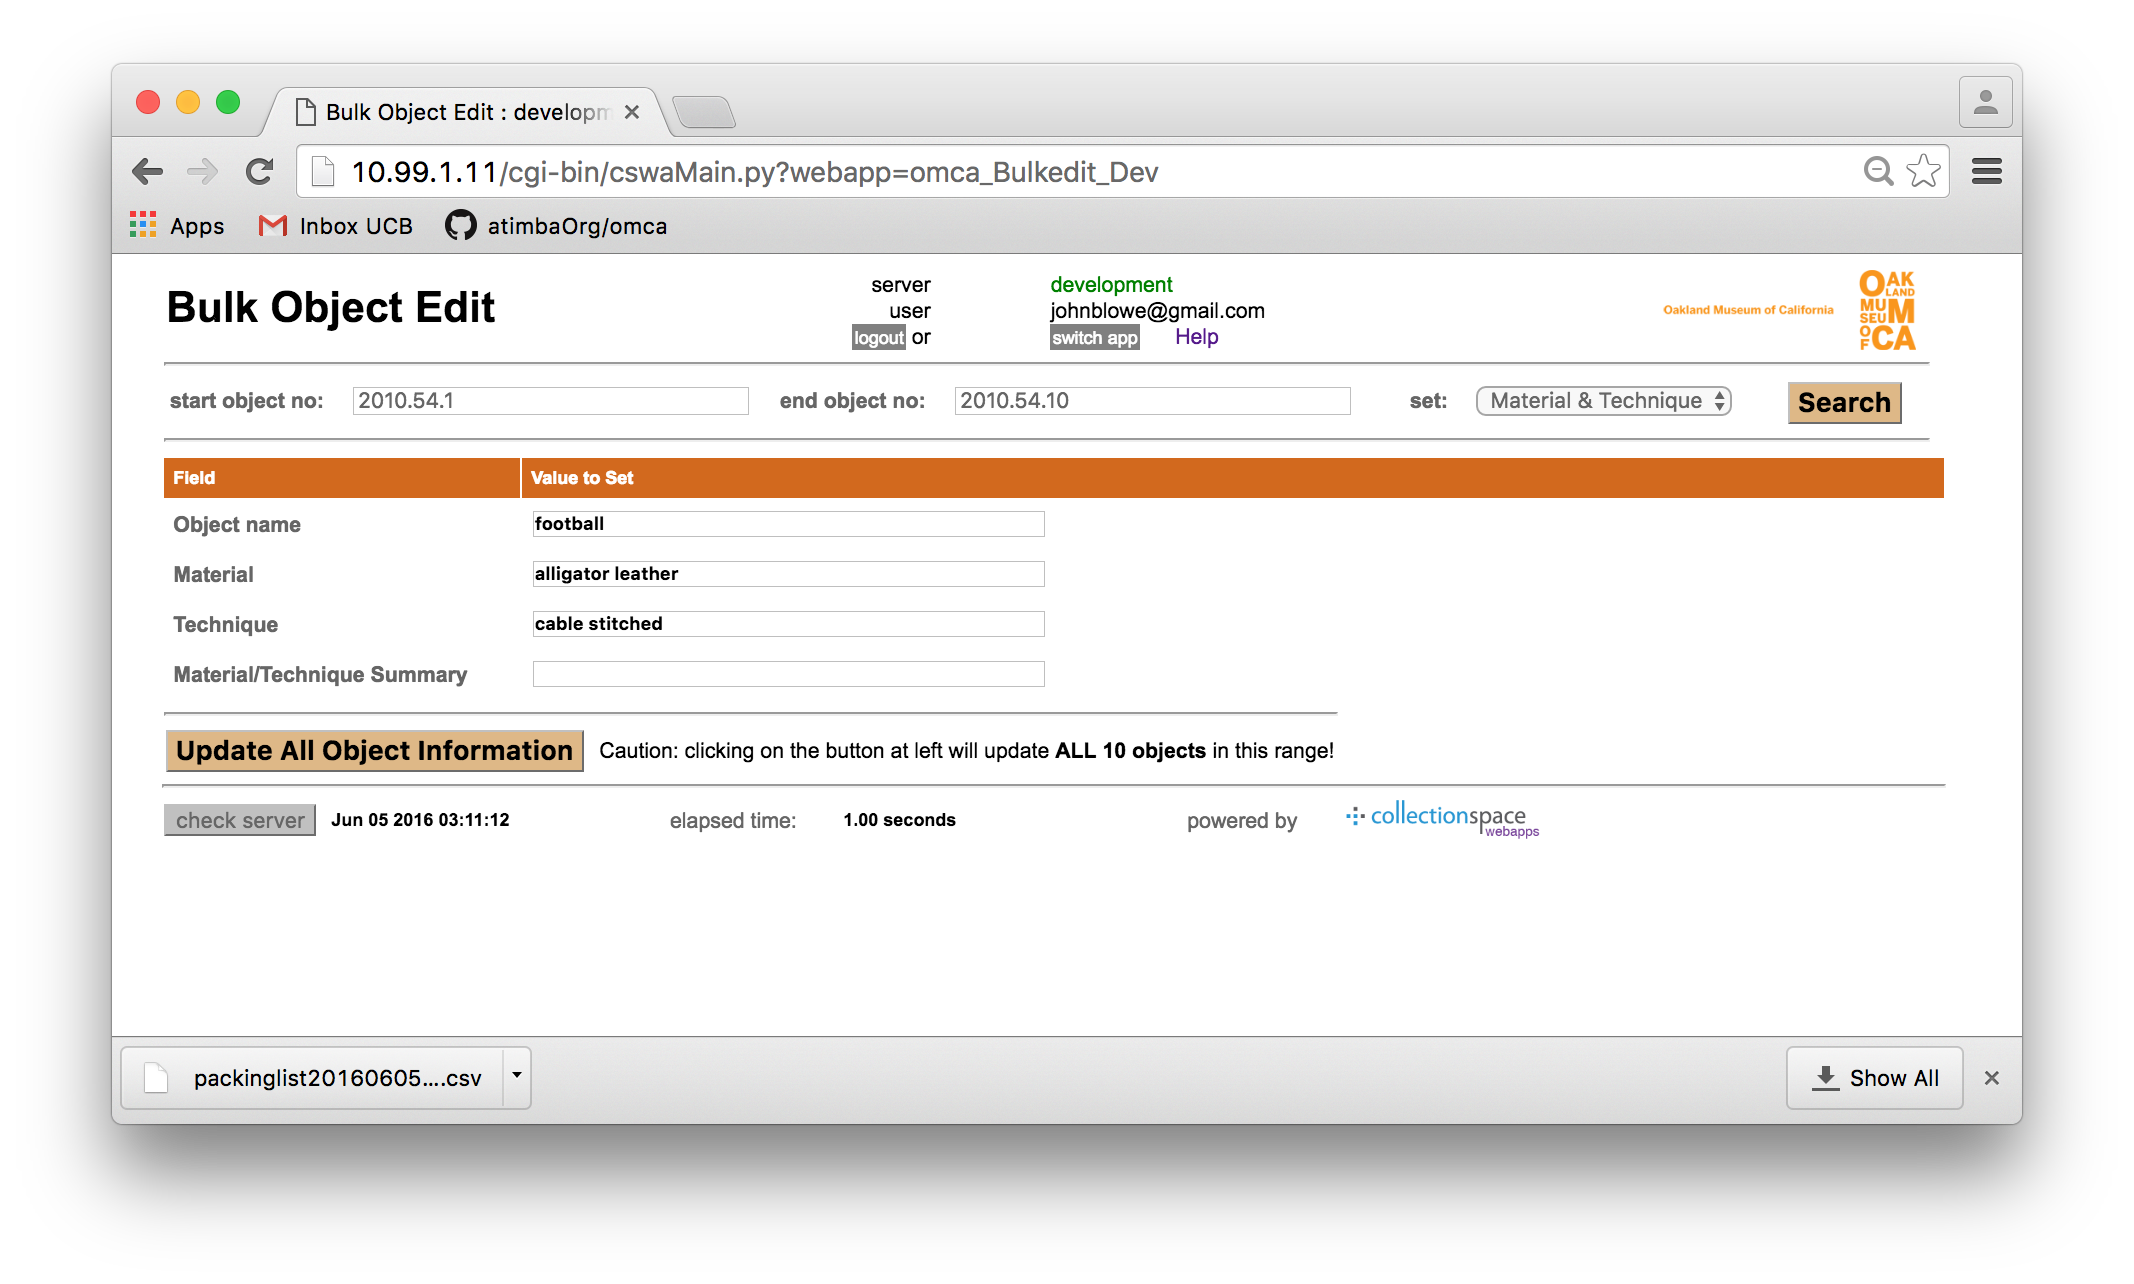 Bulk Object Edit : developm
10.99.1.11/cgi-bin/cswaMain.py?webapp=omca_Bulkedit_Dev
Apps Inbox UCB atimbaOrg/omca
Bulk Object Edit
server development
user johnblowe@gmail.com
logout or switch app Help
Oakland Museum of California
OAK
LAND
MU M
SEU
OF CA
start object no: 2010.54.1 end object no: 2010.54.10 set: Material & Technique Search
Field Value to Set
Object name football
Material alligator leather
Technique cable stitched
Material/Technique Summary
Update All Object Information Caution: clicking on the button at left will update ALL 10 objects in this range!
check server Jun 05 2016 03:11:12 elapsed time: 1.00 seconds powered by collectionspace
webapps
packinglist20160605....csv Show All